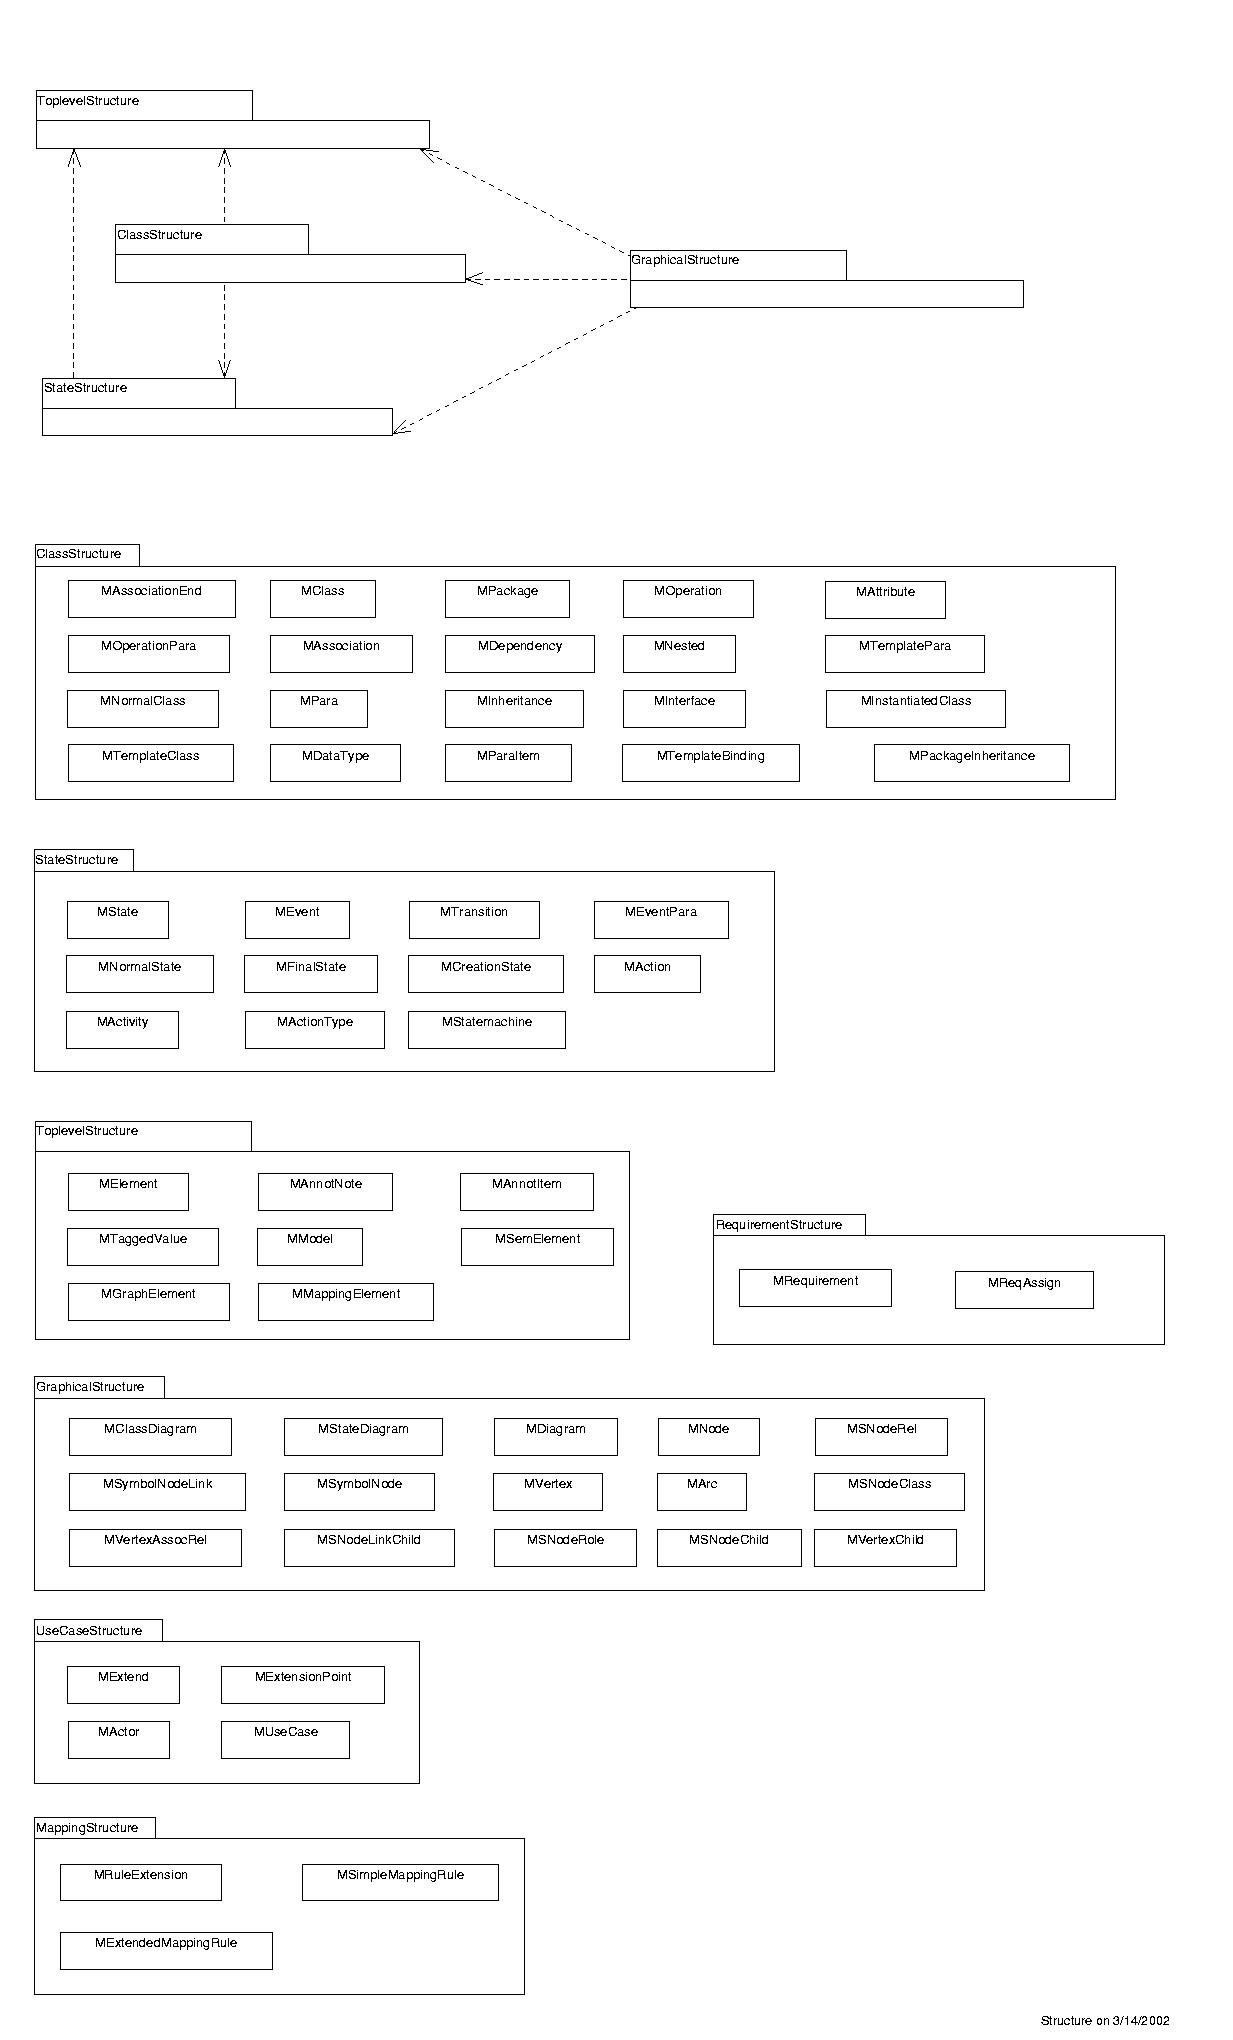 ToplevelStructure
ClassStructure
GraphicalStructure
StateStructure
ClassStructure
MAssociationEnd MClass MPackage MOperation MAttribute
MOperationPara MAssociation MDependency MNested MTemplatePara
MNormalClass MPara MInheritance MInterface MInstantiatedClass
MTemplateClass MDataType MParaItem MTemplateBinding MPackageInheritance
StateStructure
MState MEvent MTransition MEventPara
MNormalState MFinalState MCreationState MAction
MActivity MActionType MStatemachine
ToplevelStructure
MElement MAnnotNote MAnnotItem
MTaggedValue MModel MSemElement
MGraphElement MMappingElement
RequirementStructure
MRequirement MReqAssign
GraphicalStructure
MClassDiagram MStateDiagram MDiagram MNode MSNodeRel
MSymbolNodeLink MSymbolNode MVertex MArc MSNodeClass
MVertexAssocRel MSNodeLinkChild MSNodeRole MSNodeChild MVertexChild
UseCaseStructure
MExtend MExtensionPoint
MActor MUseCase
MappingStructure
MRuleExtension MSimpleMappingRule
MExtendedMappingRule
Structure on 3/14/2002